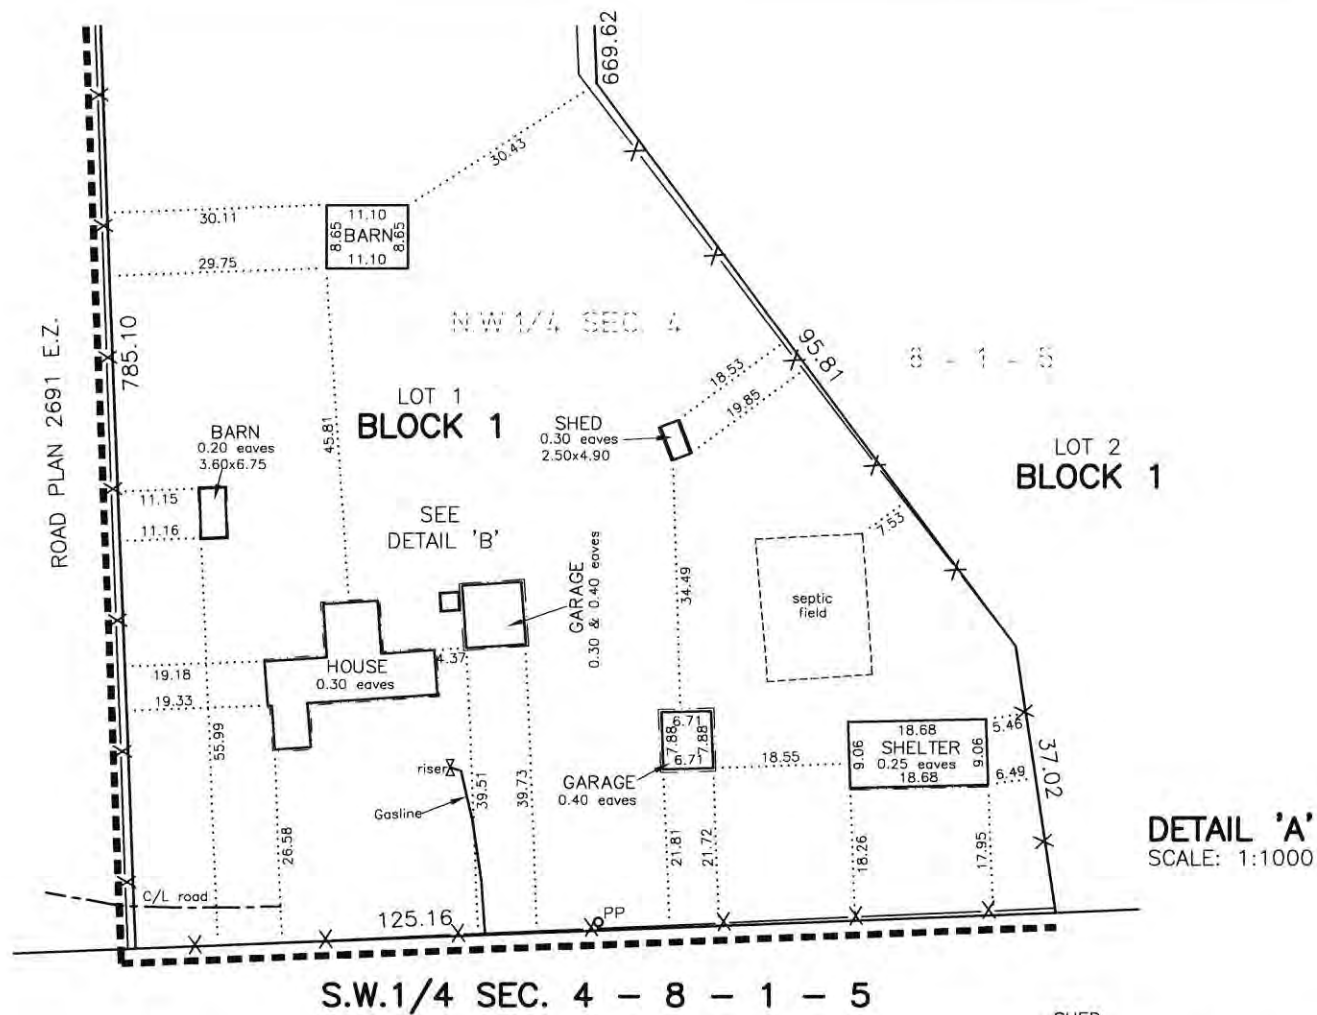 669.62
30.43
30.11
11.10
8.65
BARN
8.65
11.10
29.75
N.W.1/4 SEC. 4
785.10
ROAD PLAN 2691 E.Z.
95.81
8 - 1 - 5
18.53
19.85
LOT 1
BLOCK 1
45.81
SHED
0.30 eaves
2.50x4.90
BARN
0.20 eaves
3.60x6.75
LOT 2
BLOCK 1
11.15
11.16
SEE
DETAIL 'B'
7.53
GARAGE
0.30 & 0.40 eaves
34.49
septic
field
4.37
HOUSE
0.30 eaves
19.18
19.33
55.99
6.71
7.88
7.88
6.71
GARAGE
0.40 eaves
18.55
18.68
9.06
SHELTER
0.25 eaves
9.06
18.68
5.46
6.49
37.02
riser
Gasline
39.51
39.73
26.58
21.81
21.72
18.26
17.95
DETAIL 'A'
SCALE: 1:1000
C/L road
125.16
PP
S.W.1/4 SEC. 4 - 8 - 1 - 5